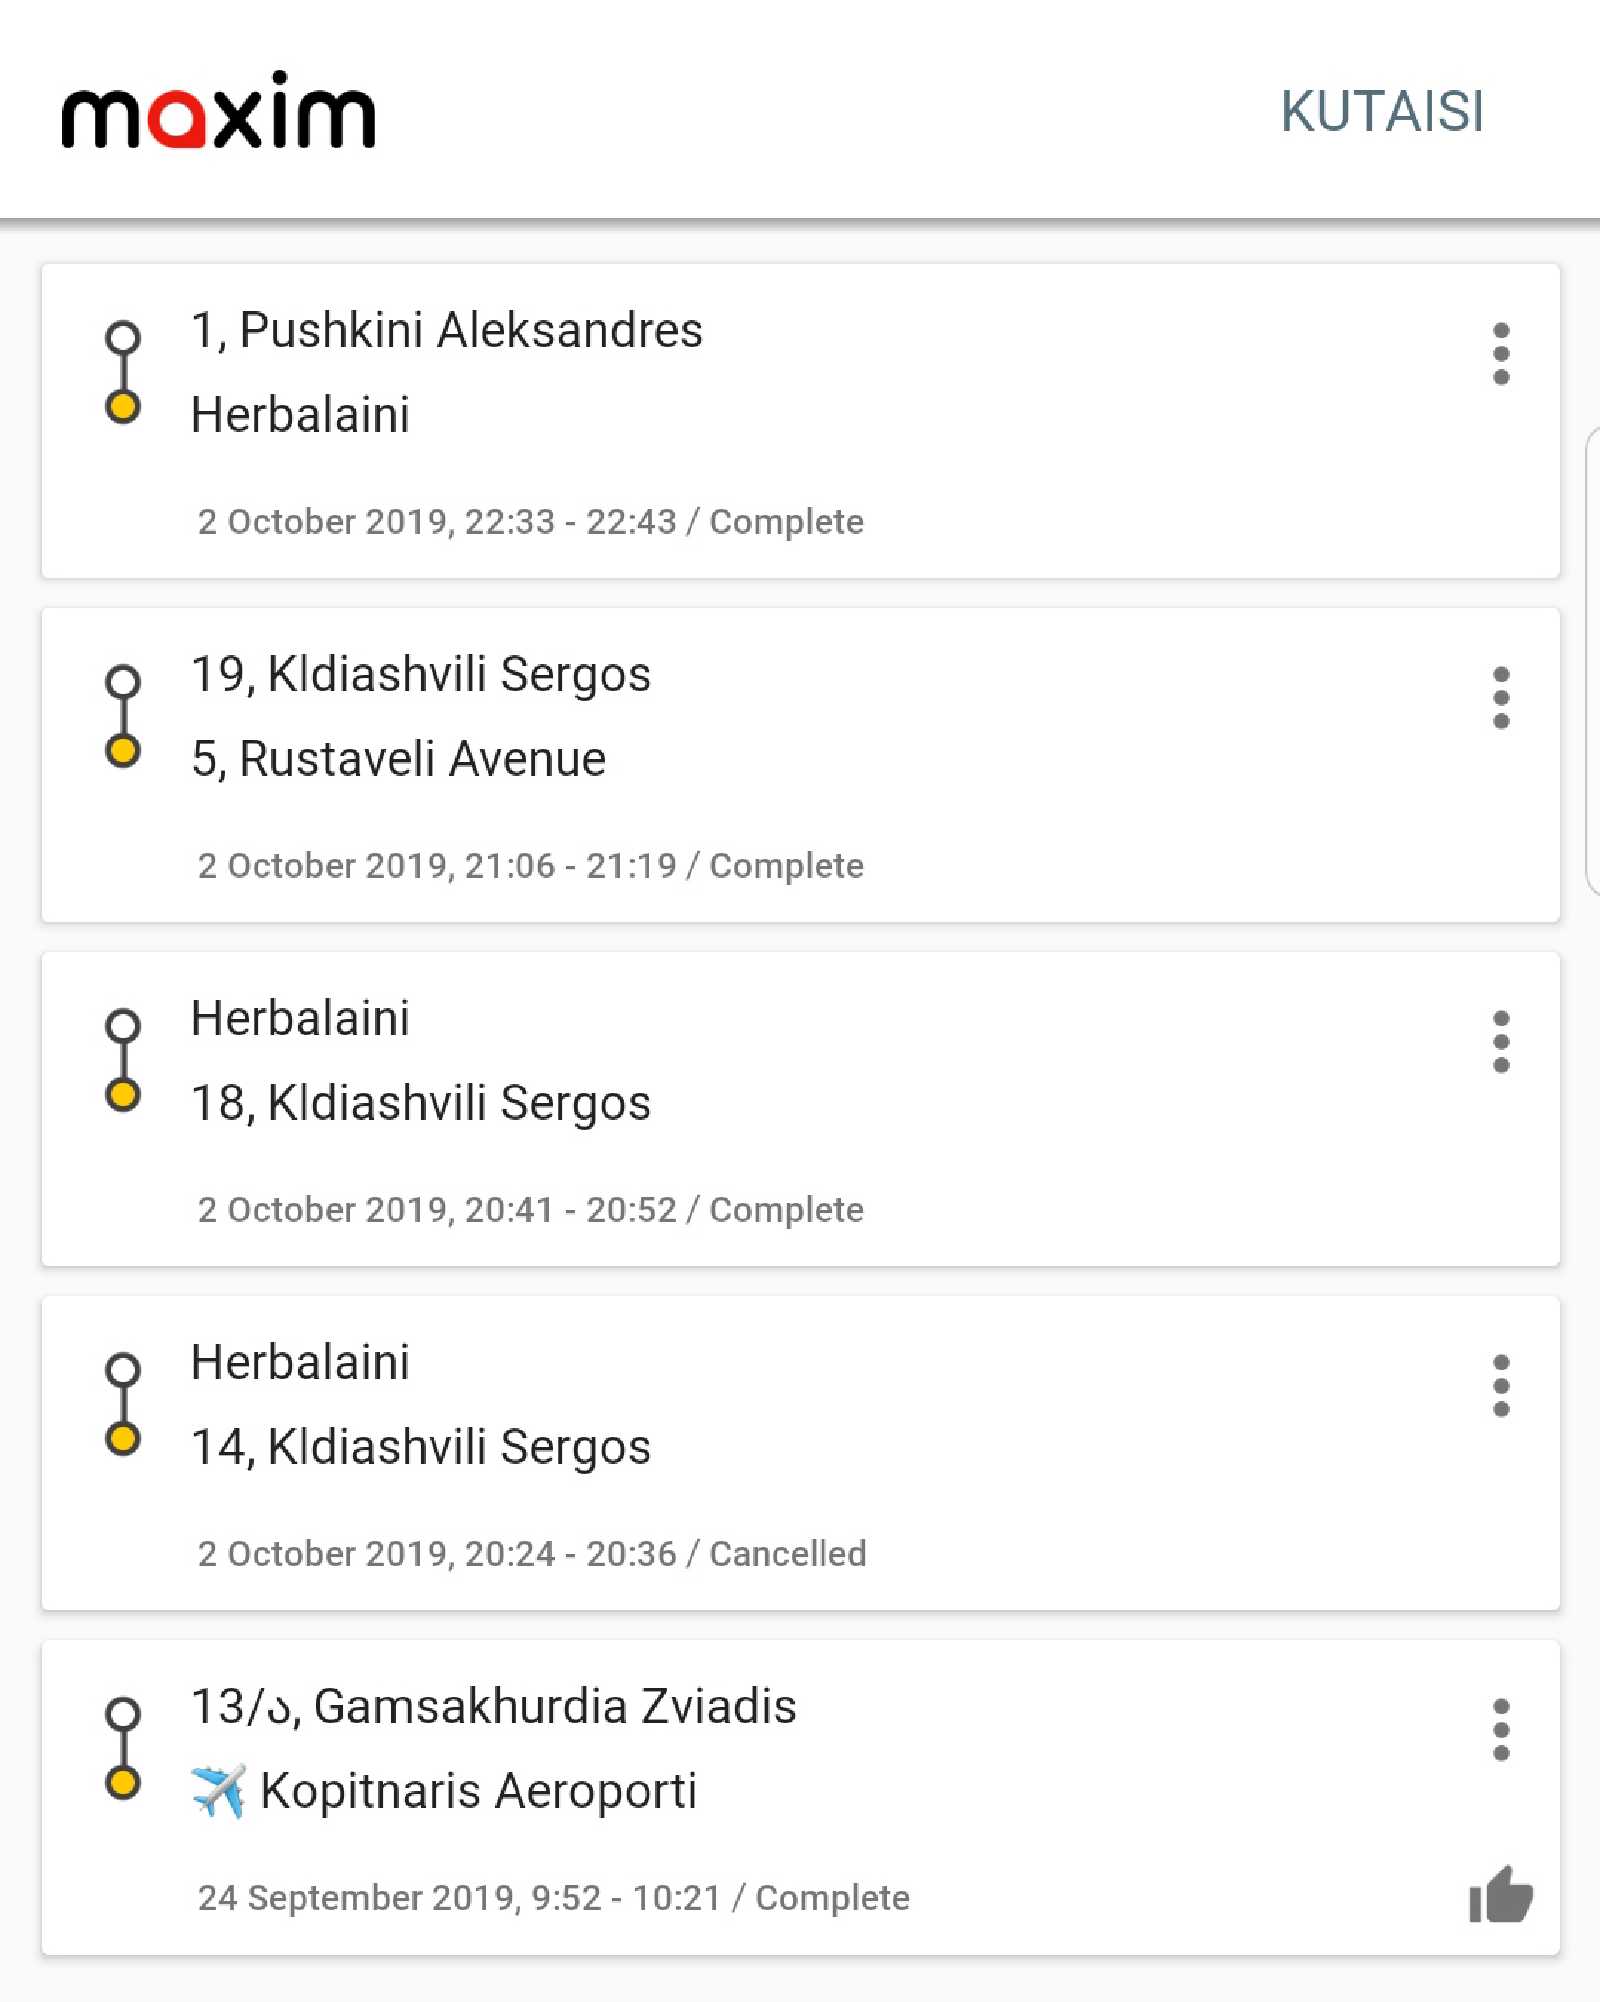 maxim
KUTAISI
1, Pushkini Aleksandres
Herbalaini
2 October 2019, 22:33 - 22:43 / Complete
19, Kldiashvili Sergos
5, Rustaveli Avenue
2 October 2019, 21:06 - 21:19 / Complete
Herbalaini
18, Kldiashvili Sergos
2 October 2019, 20:41 - 20:52 / Complete
Herbalaini
14, Kldiashvili Sergos
2 October 2019, 20:24 - 20:36 / Cancelled
13/ა, Gamsakhurdia Zviadis
✈️ Kopitnaris Aeroporti
24 September 2019, 9:52 - 10:21 / Complete